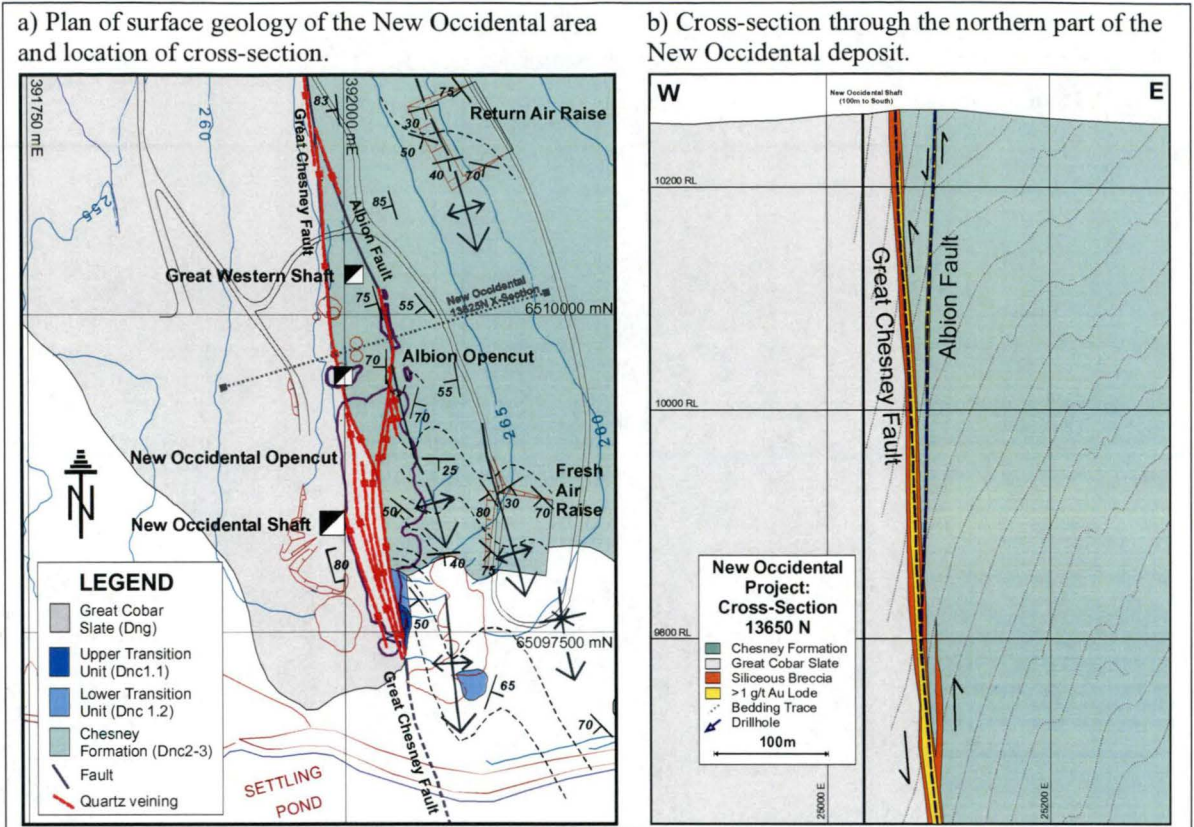 a) Plan of surface geology of the New Occidental area
and location of cross-section.
391750 mE
260
255
83
Great Chesney Fault
392000 mE
75
30
50
40
70
Return Air Raise
85
Albion Fault
Great Western Shaft
75
55
New Occidental
13625N X-Section
6510000 mN
70
Albion Opencut
55
265
260
70
New Occidental Opencut
25
Fresh
Air
Raise
50
80
30
70
New Occidental Shaft
80
40
75
50
65097500 mN
65
70
Great Chesney Fault
SETTLING
POND
N
LEGEND
Great Cobar
Slate (Dng)
Upper Transition
Unit (Dnc1.1)
Lower Transition
Unit (Dnc 1.2)
Chesney
Formation (Dnc2-3)
Fault
Quartz veining
b) Cross-section through the northern part of the
New Occidental deposit.
W
New Occidental Shaft
(100m to South)
E
10200 RL
Great Chesney Fault
Albion Fault
10000 RL
9800 RL
New Occidental
Project:
Cross-Section
13650 N
Chesney Formation
Great Cobar Slate
Siliceous Breccia
>1 g/t Au Lode
Bedding Trace
Drillhole
100m
25000 E
25200 E